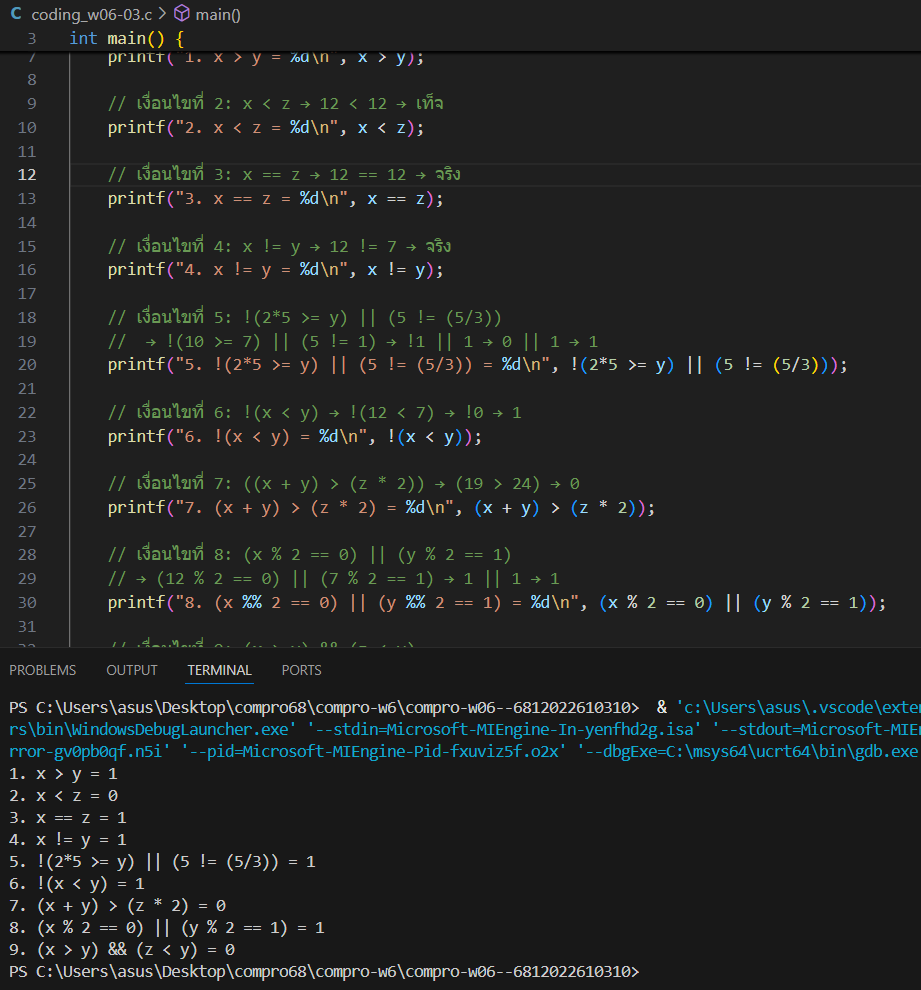 C coding_w06-03.c > main()
3 int main() {
7 printf("1. x > y = %d\n", x > y);
8
9 // เงื่อนไขที่ 2: x < z → 12 < 12 → เท็จ
10 printf("2. x < z = %d\n", x < z);
11
12 // เงื่อนไขที่ 3: x == z → 12 == 12 → จริง
13 printf("3. x == z = %d\n", x == z);
14
15 // เงื่อนไขที่ 4: x != y → 12 != 7 → จริง
16 printf("4. x != y = %d\n", x != y);
17
18 // เงื่อนไขที่ 5: !(2*5 >= y) || (5 != (5/3))
19 //  → !(10 >= 7) || (5 != 1) → !1 || 1 → 0 || 1 → 1
20 printf("5. !(2*5 >= y) || (5 != (5/3)) = %d\n", !(2*5 >= y) || (5 != (5/3)));
21
22 // เงื่อนไขที่ 6: !(x < y) → !(12 < 7) → !0 → 1
23 printf("6. !(x < y) = %d\n", !(x < y));
24
25 // เงื่อนไขที่ 7: ((x + y) > (z * 2)) → (19 > 24) → 0
26 printf("7. (x + y) > (z * 2) = %d\n", (x + y) > (z * 2));
27
28 // เงื่อนไขที่ 8: (x % 2 == 0) || (y % 2 == 1)
29 // → (12 % 2 == 0) || (7 % 2 == 1) → 1 || 1 → 1
30 printf("8. (x %% 2 == 0) || (y %% 2 == 1) = %d\n", (x % 2 == 0) || (y % 2 == 1));
31
32 // เงื่อนไขที่ 9: (x > y) && (z < y)
PROBLEMS OUTPUT TERMINAL PORTS
PS C:\Users\asus\Desktop\compro68\compro-w6\compro-w06--6812022610310>  & 'c:\Users\asus\.vscode\exten
rs\bin\WindowsDebugLauncher.exe' '--stdin=Microsoft-MIEngine-In-yenfhd2g.isa' '--stdout=Microsoft-MIEn
rror-gv0pb0qf.n5i' '--pid=Microsoft-MIEngine-Pid-fxuviz5f.o2x' '--dbgExe=C:\msys64\ucrt64\bin\gdb.exe
1. x > y = 1
2. x < z = 0
3. x == z = 1
4. x != y = 1
5. !(2*5 >= y) || (5 != (5/3)) = 1
6. !(x < y) = 1
7. (x + y) > (z * 2) = 0
8. (x % 2 == 0) || (y % 2 == 1) = 1
9. (x > y) && (z < y) = 0
PS C:\Users\asus\Desktop\compro68\compro-w6\compro-w06--6812022610310>